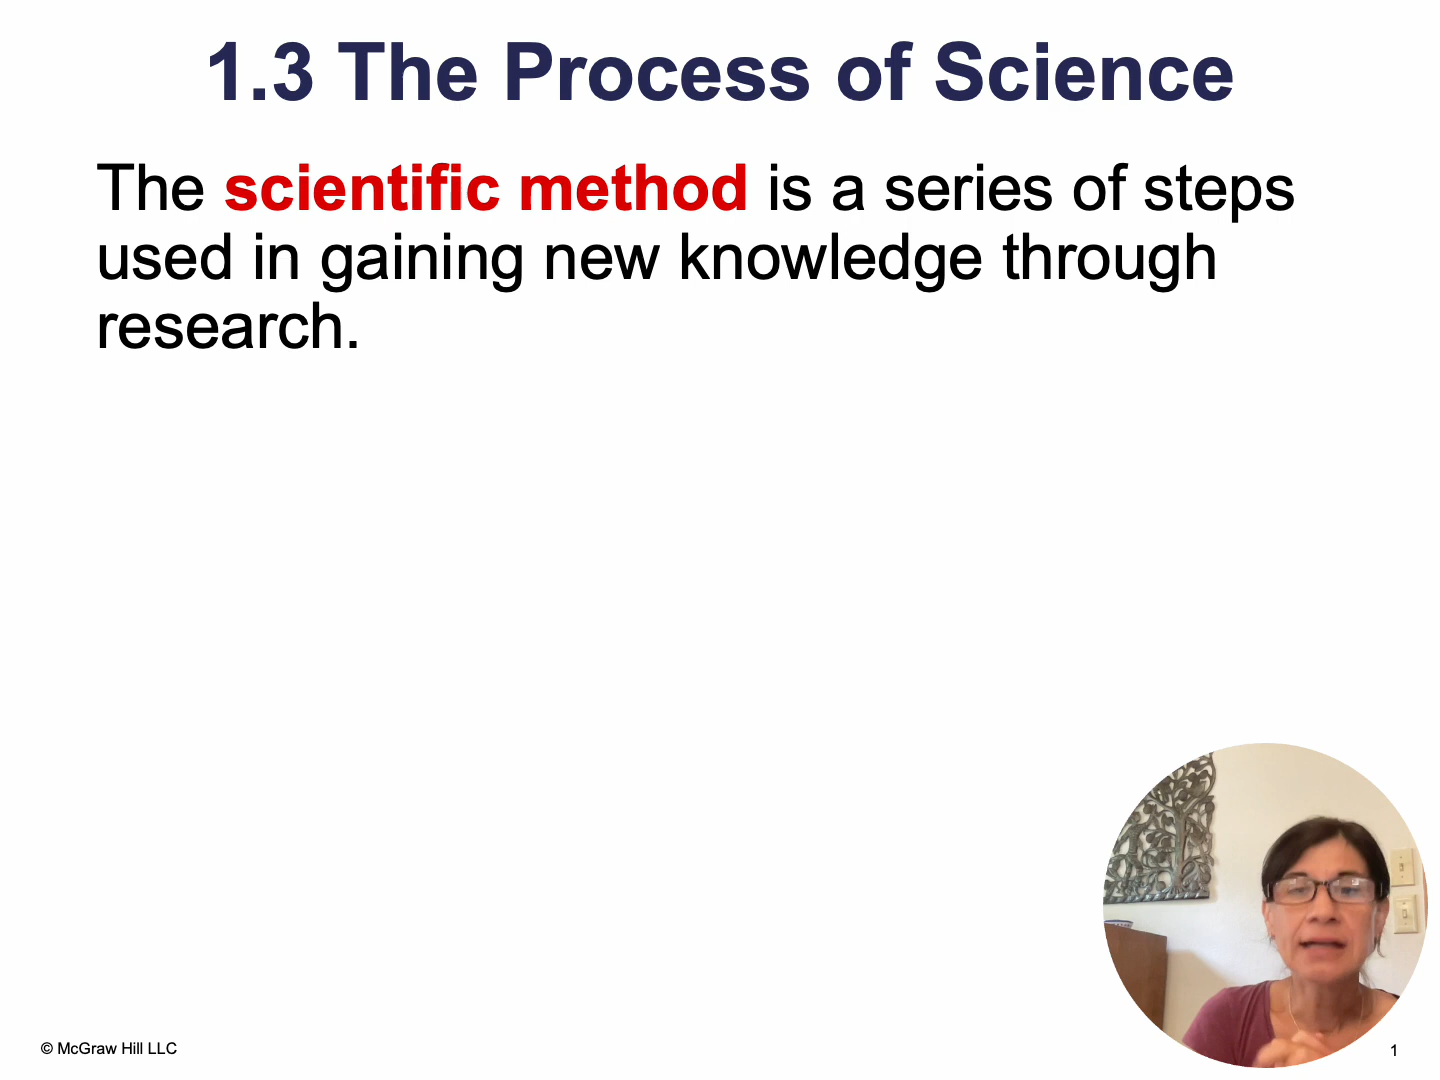 1.3 The Process of Science
The scientific method is a series of steps
used in gaining new knowledge through
research.
© McGraw Hill LLC
1